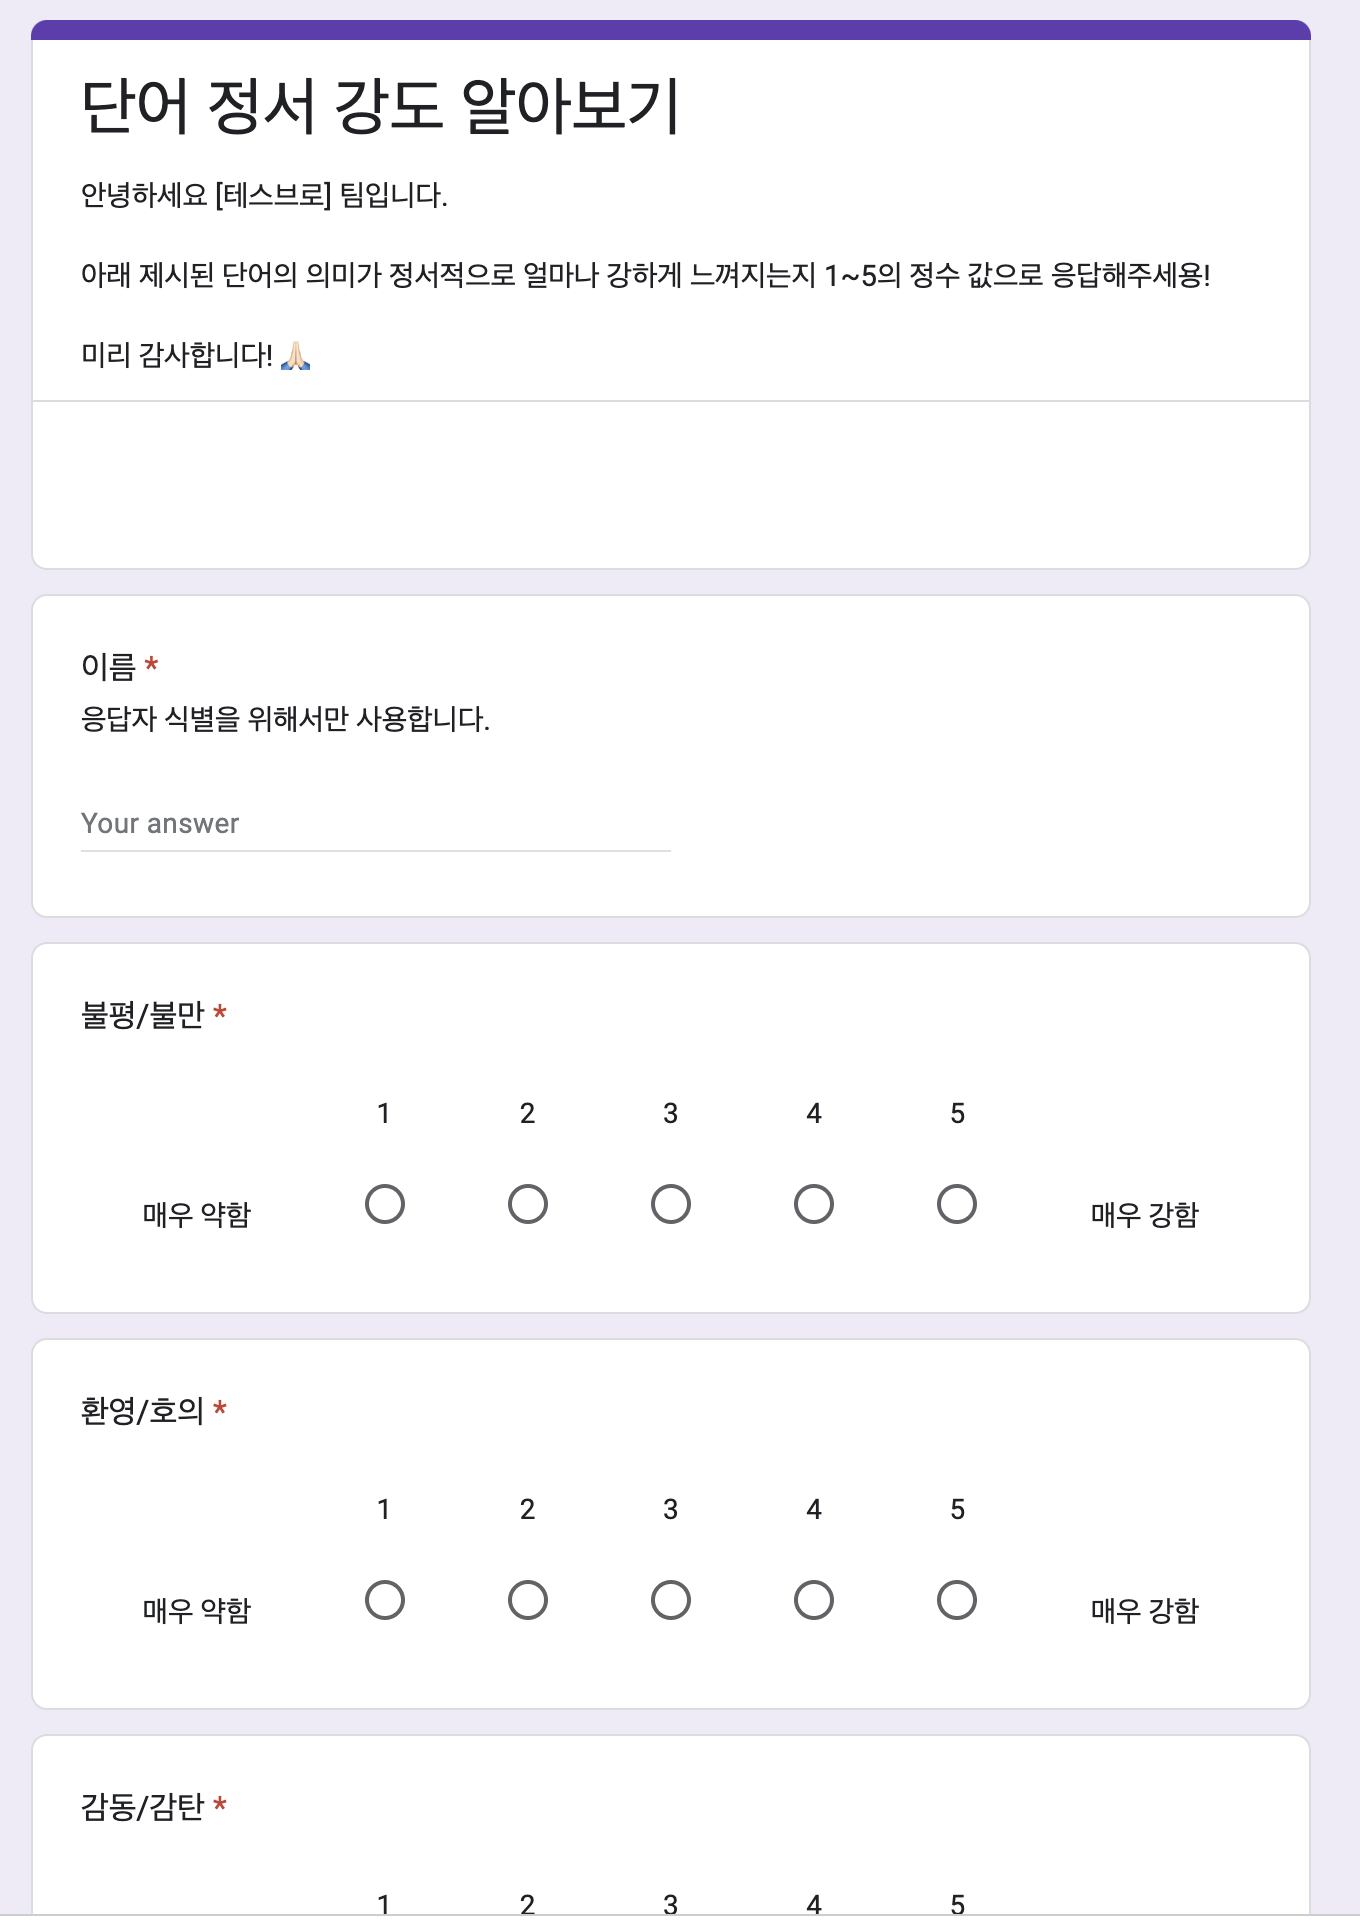 단어 정서 강도 알아보기
안녕하세요 [테스브로] 팀입니다.
아래 제시된 단어의 의미가 정서적으로 얼마나 강하게 느껴지는지 1~5의 정수 값으로 응답해주세용!
미리 감사합니다! 🙏🏻
이름 *
응답자 식별을 위해서만 사용합니다.
Your answer
불평/불만 *
1 2 3 4 5
매우 약함 매우 강함
환영/호의 *
1 2 3 4 5
매우 약함 매우 강함
감동/감탄 *
1 2 3 4 5